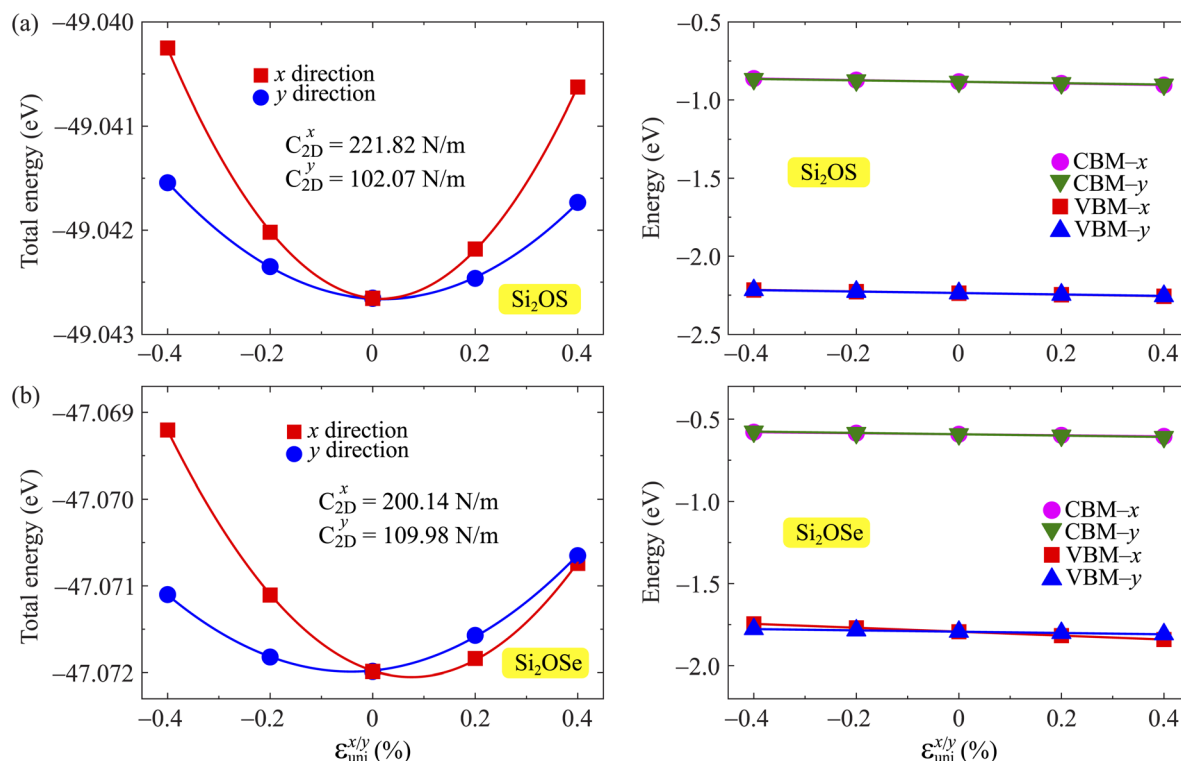 (a)
−49.040
−49.041
−49.042
−49.043
Total energy (eV)
x direction
y direction
C₂Dˣ = 221.82 N/m
C₂Dʸ = 102.07 N/m
Si₂OS
−0.4 −0.2 0 0.2 0.4
−0.5
−1.0
−1.5
−2.0
−2.5
Energy (eV)
Si₂OS
CBM–x
CBM–y
VBM–x
VBM–y
−0.4 −0.2 0 0.2 0.4
(b)
−47.069
−47.070
−47.071
−47.072
Total energy (eV)
x direction
y direction
C₂Dˣ = 200.14 N/m
C₂Dʸ = 109.98 N/m
Si₂OSe
−0.4 −0.2 0 0.2 0.4
ε_uni^x/y (%)
−0.5
−1.0
−1.5
−2.0
Energy (eV)
Si₂OSe
CBM–x
CBM–y
VBM–x
VBM–y
−0.4 −0.2 0 0.2 0.4
ε_uni^x/y (%)